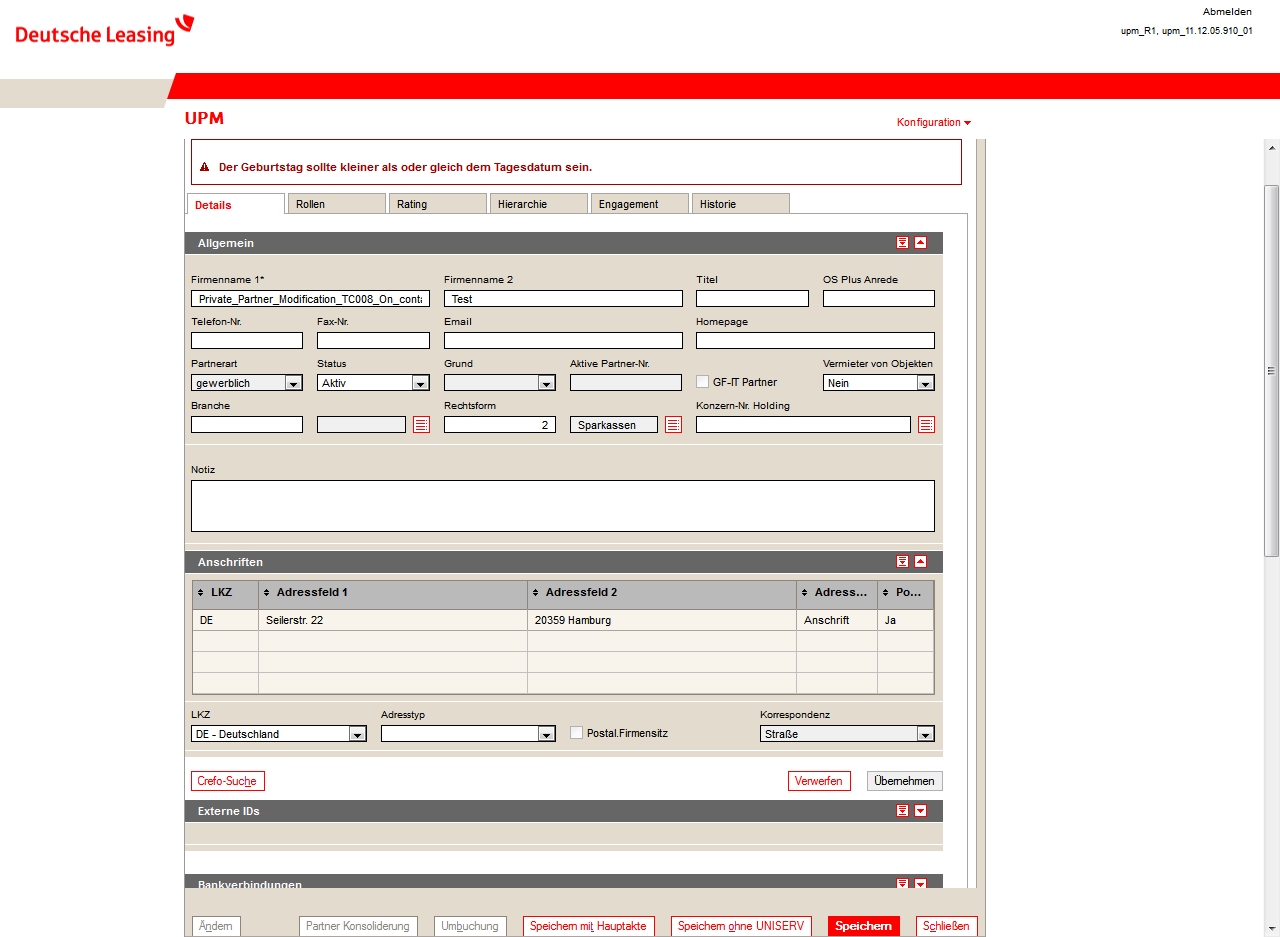 Deutsche Leasing
Abmelden
upm_R1, upm_11.12.05.910_01
UPM
Konfiguration
Der Geburtstag sollte kleiner als oder gleich dem Tagesdatum sein.
Details Rollen Rating Hierarchie Engagement Historie
Allgemein
Firmenname 1* Firmenname 2 Titel OS Plus Anrede
Private_Partner_Modification_TC008_On_conta Test
Telefon-Nr. Fax-Nr. Email Homepage
Partnerart Status Grund Aktive Partner-Nr. Vermieter von Objekten
gewerblich Aktiv GF-IT Partner Nein
Branche Rechtsform Konzern-Nr. Holding
2 Sparkassen
Notiz
Anschriften
LKZ Adressfeld 1 Adressfeld 2 Adress... Po...
DE Seilerstr. 22 20359 Hamburg Anschrift Ja
LKZ Adresstyp Korrespondenz
DE - Deutschland Postal.Firmensitz Straße
Crefo-Suche Verwerfen Übernehmen
Externe IDs
Bankverbindungen
Ändern Partner Konsolidierung Umbuchung Speichern mit Hauptakte Speichern ohne UNISERV Speichern Schließen